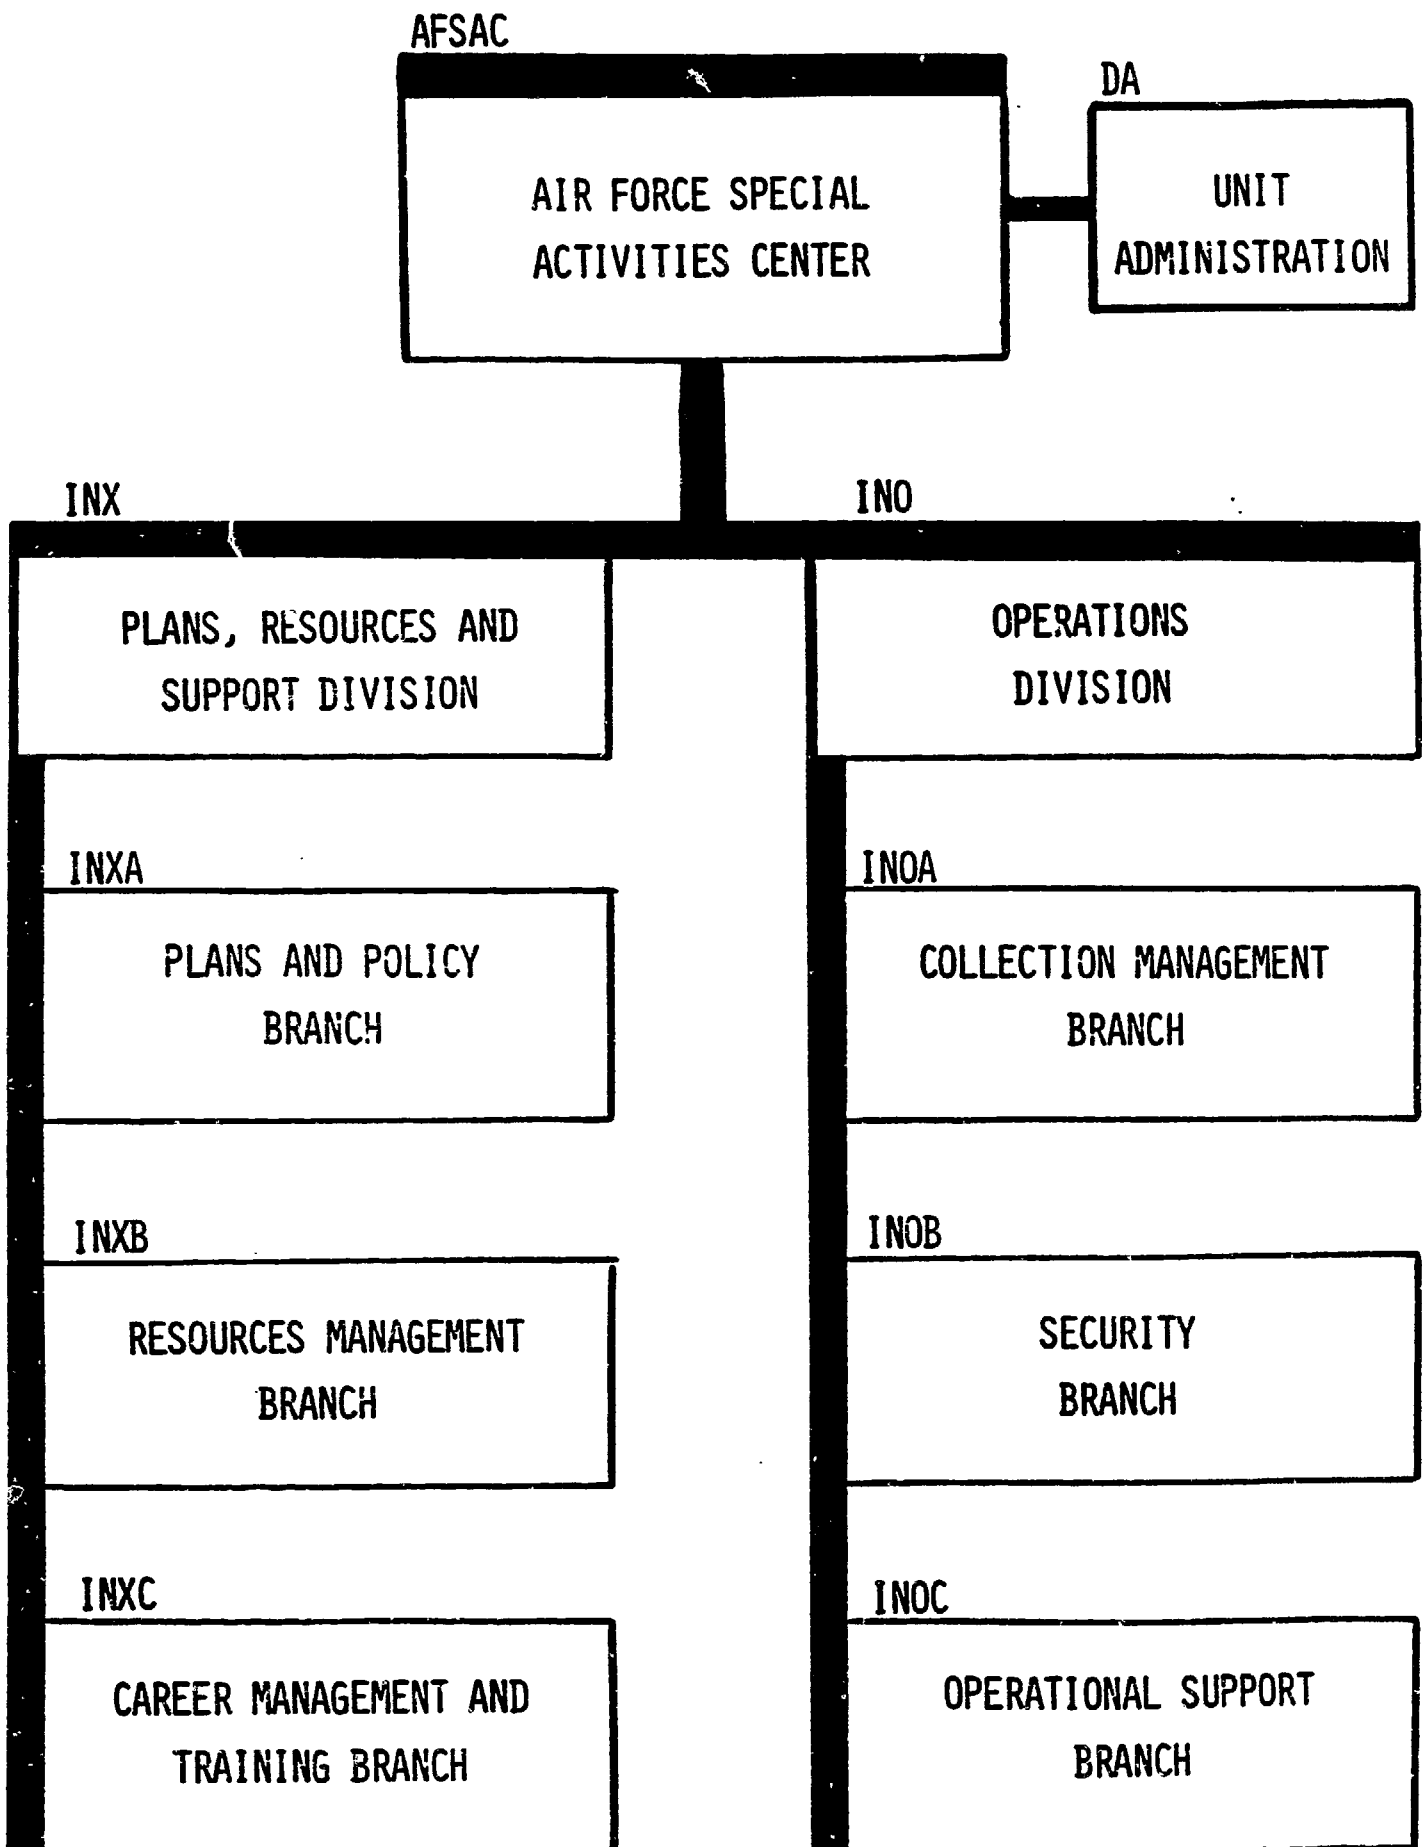 AFSAC
AIR FORCE SPECIAL
ACTIVITIES CENTER
DA
UNIT
ADMINISTRATION
INX
PLANS, RESOURCES AND
SUPPORT DIVISION
INO
OPERATIONS
DIVISION
INXA
PLANS AND POLICY
BRANCH
INOA
COLLECTION MANAGEMENT
BRANCH
INXB
RESOURCES MANAGEMENT
BRANCH
INOB
SECURITY
BRANCH
INXC
CAREER MANAGEMENT AND
TRAINING BRANCH
INOC
OPERATIONAL SUPPORT
BRANCH